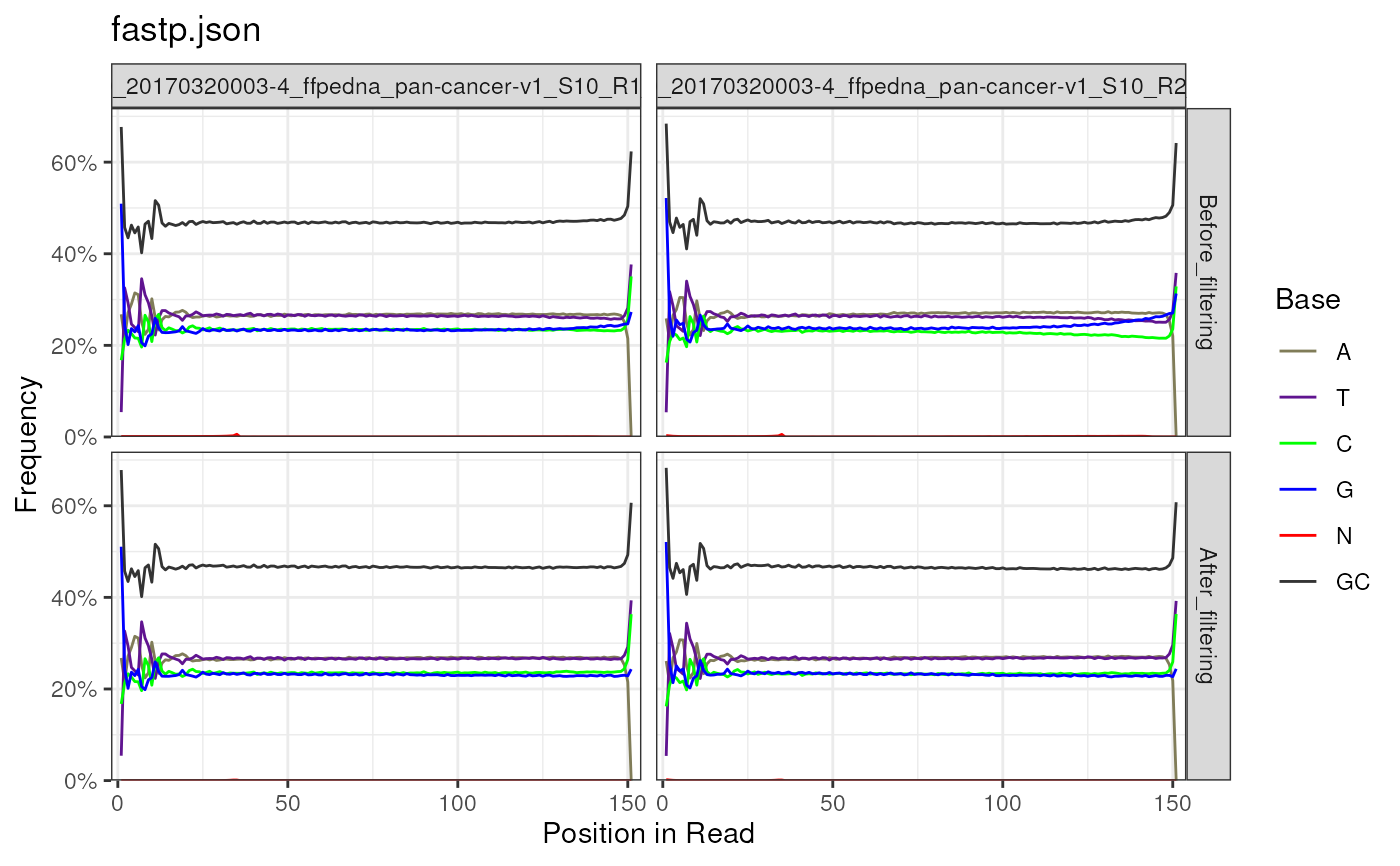 fastp.json
_20170320003-4_ffpedna_pan-cancer-v1_S10_R1
_20170320003-4_ffpedna_pan-cancer-v1_S10_R2
60%
40%
20%
0%
Before_filtering
60%
40%
20%
0%
After_filtering
Frequency
0 50 100 150
0 50 100 150
Position in Read
Base
A
T
C
G
N
GC